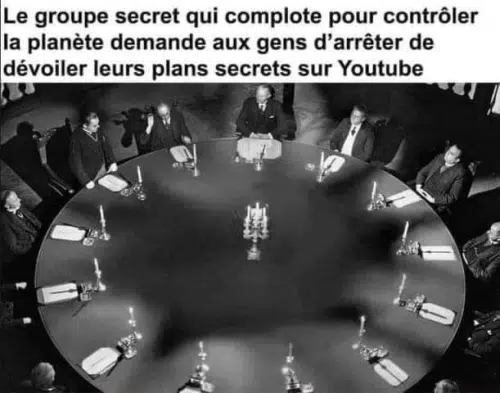 Le groupe secret qui complote pour contrôler
la planète demande aux gens d’arrêter de
dévoiler leurs plans secrets sur Youtube